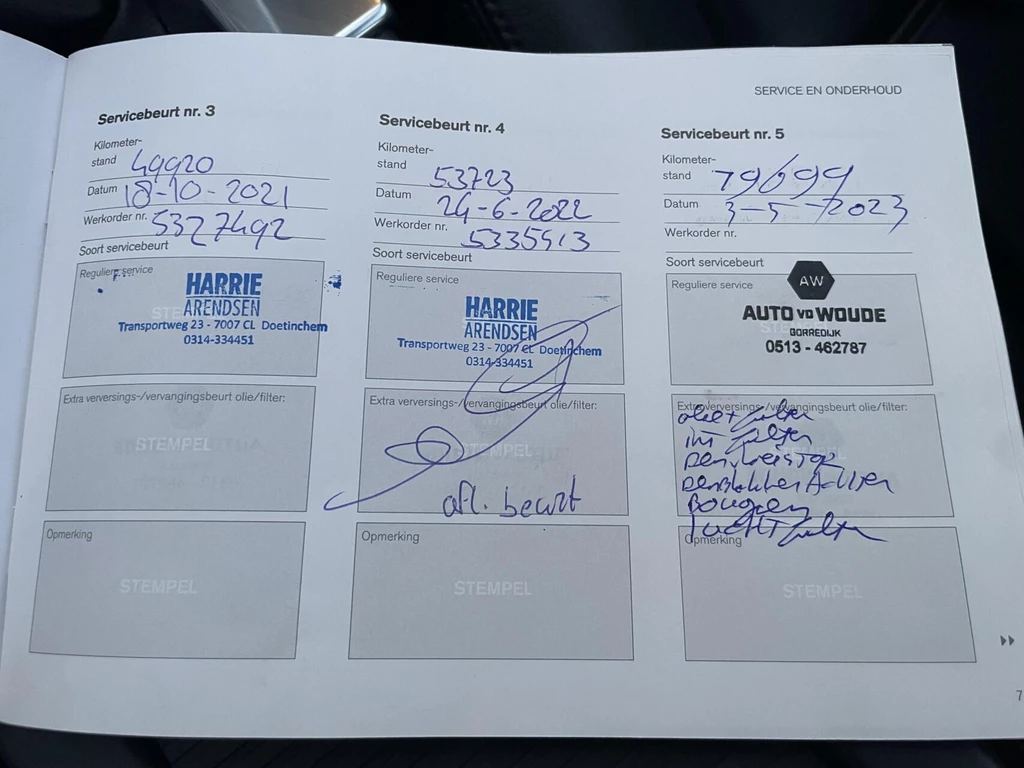 SERVICE EN ONDERHOUD
Servicebeurt nr. 3
Kilometer-
stand 49920
Datum 18-10-2021
Werkorder nr. 5327492
Soort servicebeurt
Reguliere service
HARRIE
ARENDSEN
Transportweg 23 - 7007 CL Doetinchem
0314-334451
Extra verversings-/vervangingsbeurt olie/filter:
STEMPEL
Opmerking
STEMPEL
Servicebeurt nr. 4
Kilometer-
stand 53723
Datum 24-6-2022
Werkorder nr. 5335513
Soort servicebeurt
Reguliere service
HARRIE
ARENDSEN
Transportweg 23 - 7007 CL Doetinchem
0314-334451
Extra verversings-/vervangingsbeurt olie/filter:
STEMPEL
afl. beurt
Opmerking
STEMPEL
Servicebeurt nr. 5
Kilometer-
stand 79699
Datum 3-5-2023
Werkorder nr.
Soort servicebeurt
Reguliere service
AW
AUTO VD WOUDE
GORREDIJK
0513 - 462787
Extra verversings-/vervangingsbeurt olie/filter:
olie+filter
int filter
Bougien
luchtfilter
Opmerking
STEMPEL
7